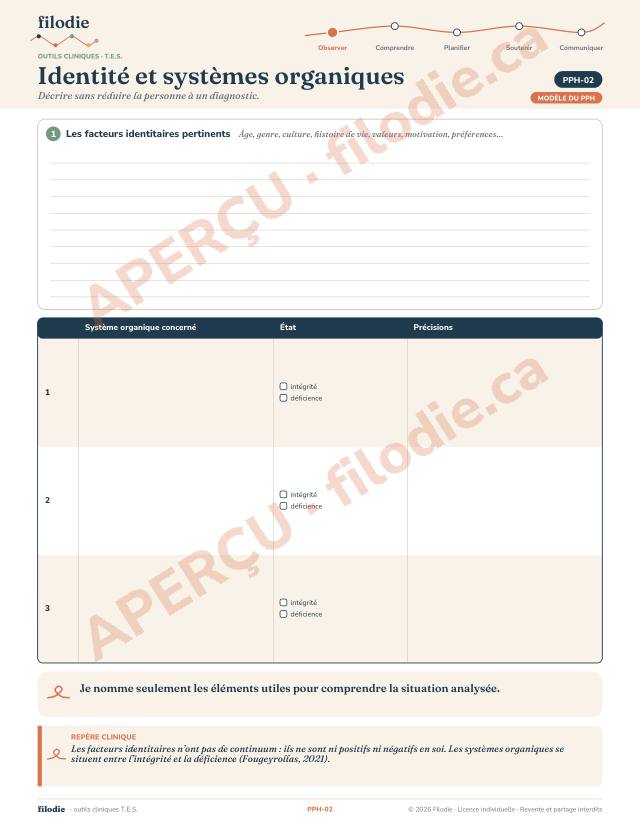 filodie
OUTILS CLINIQUES · T.E.S.
Observer
Comprendre
Planifier
Soutenir
Communiquer
Identité et systèmes organiques
Décrire sans réduire la personne à un diagnostic.
PPH-02
MODÈLE DU PPH
1 Les facteurs identitaires pertinents Âge, genre, culture, histoire de vie, valeurs, motivation, préférences…
APERÇU · filodie.ca
Système organique concerné
État
Précisions
1
intégrité
déficience
2
intégrité
déficience
3
intégrité
déficience
APERÇU · filodie.ca
Je nomme seulement les éléments utiles pour comprendre la situation analysée.
REPÈRE CLINIQUE
Les facteurs identitaires n'ont pas de continuum : ils ne sont ni positifs ni négatifs en soi. Les systèmes organiques se
situent entre l'intégrité et la déficience (Fougeyrollas, 2021).
filodie · outils cliniques T.E.S.
PPH-02
© 2026 Filodie · Licence individuelle · Revente et partage interdits